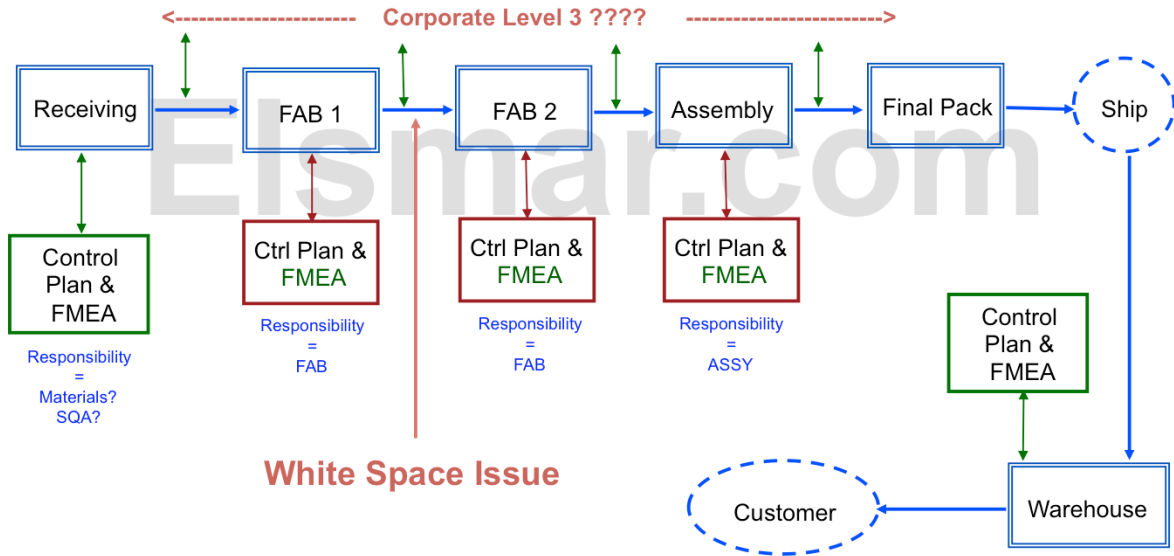 <--------------------- Corporate Level 3 ???? --------------------->
Receiving
FAB 1
FAB 2
Assembly
Final Pack
Ship
Elsmar.com
Control
Plan &
FMEA
Ctrl Plan &
FMEA
Ctrl Plan &
FMEA
Ctrl Plan &
FMEA
Responsibility
=
Materials?
SQA?
Responsibility
=
FAB
Responsibility
=
FAB
Responsibility
=
ASSY
Control
Plan &
FMEA
White Space Issue
Customer
Warehouse